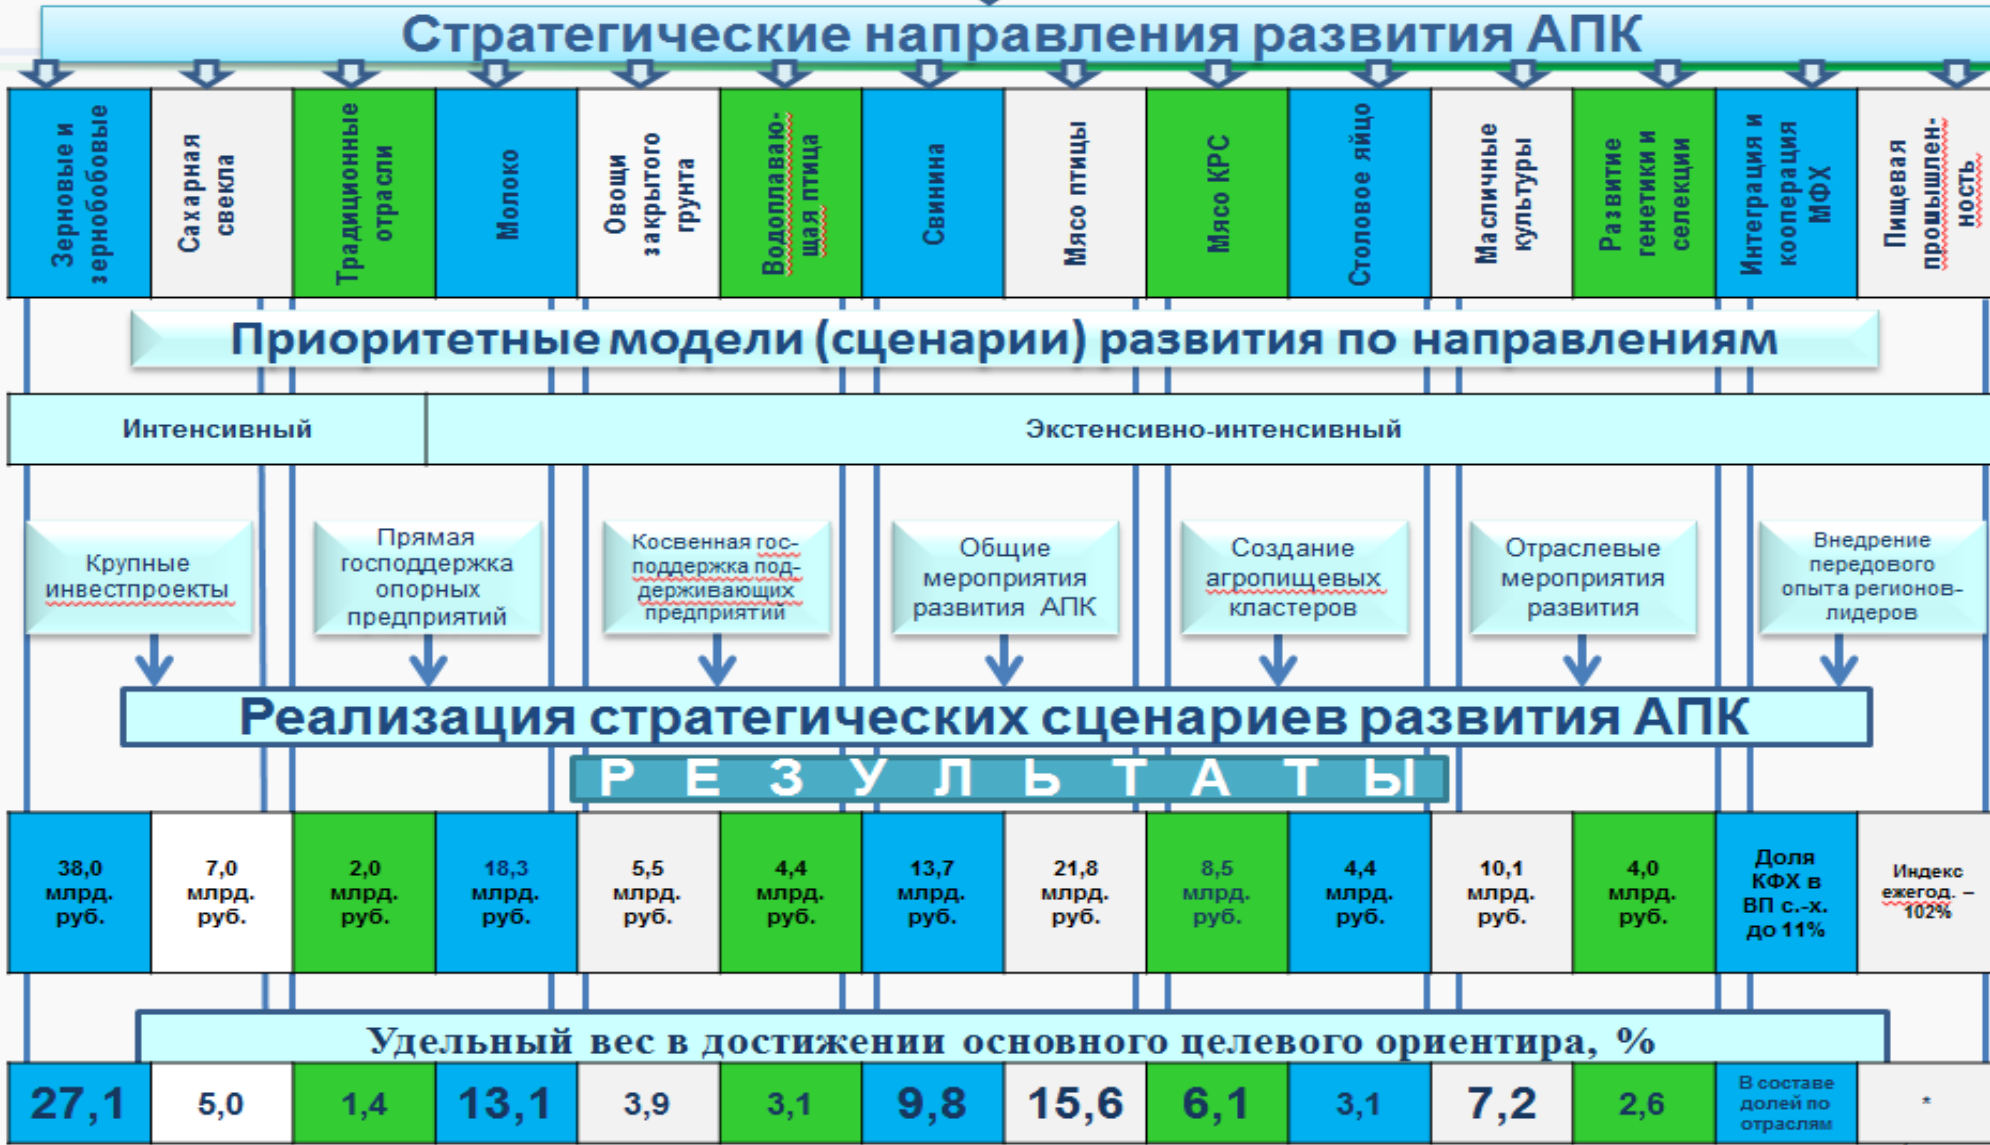 Стратегические направления развития АПК
Зерновые и
зернобобовые
Сахарная
свекла
Традиционные
отрасли
Молоко
Овощи
закрытого
грунта
Водоплаваю-
щая птица
Свинина
Мясо птицы
Мясо КРС
Столовое яйцо
Масличные
культуры
Развитие
генетики и
селекции
Интеграция и
кооперация
МФХ
Пищевая
промышлен-
ность
Приоритетные модели (сценарии) развития по направлениям
Интенсивный
Экстенсивно-интенсивный
Крупные
инвестпроекты
Прямая
господдержка
опорных
предприятий
Косвенная гос-
поддержка под-
держивающих
предприятий
Общие
мероприятия
развития АПК
Создание
агропищевых
кластеров
Отраслевые
мероприятия
развития
Внедрение
передового
опыта регионов-
лидеров
Реализация стратегических сценариев развития АПК
Р Е З У Л Ь Т А Т Ы
38,0
млрд.
руб.
7,0
млрд.
руб.
2,0
млрд.
руб.
18,3
млрд.
руб.
5,5
млрд.
руб.
4,4
млрд.
руб.
13,7
млрд.
руб.
21,8
млрд.
руб.
8,5
млрд.
руб.
4,4
млрд.
руб.
10,1
млрд.
руб.
4,0
млрд.
руб.
Доля
КФХ в
ВП с.-х.
до 11%
Индекс
ежегод. –
102%
Удельный вес в достижении основного целевого ориентира, %
27,1
5,0
1,4
13,1
3,9
3,1
9,8
15,6
6,1
3,1
7,2
2,6
В составе
долей по
отраслям
*